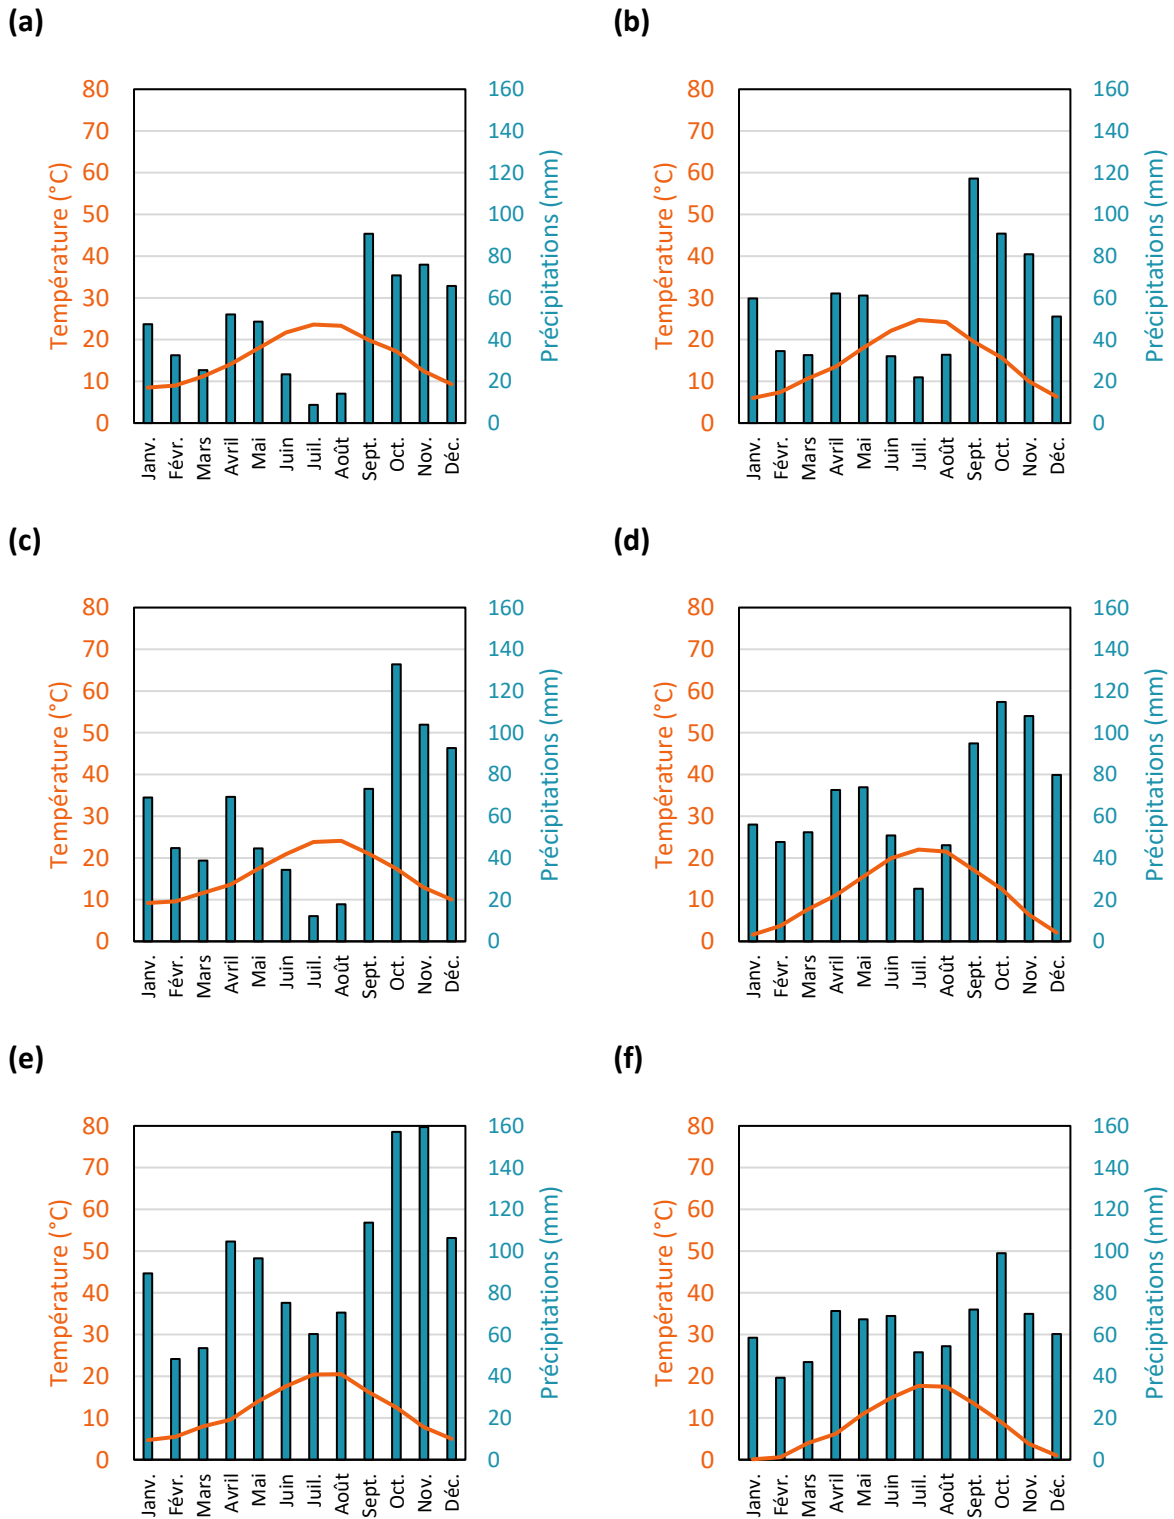 (a)
80
70
60
50
40
30
20
10
0
Température (°C)
160
140
120
100
80
60
40
20
0
Précipitations (mm)
Janv.
Févr.
Mars
Avril
Mai
Juin
Juil.
Août
Sept.
Oct.
Nov.
Déc.
(b)
80
70
60
50
40
30
20
10
0
Température (°C)
160
140
120
100
80
60
40
20
0
Précipitations (mm)
Janv.
Févr.
Mars
Avril
Mai
Juin
Juil.
Août
Sept.
Oct.
Nov.
Déc.
(c)
80
70
60
50
40
30
20
10
0
Température (°C)
160
140
120
100
80
60
40
20
0
Précipitations (mm)
Janv.
Févr.
Mars
Avril
Mai
Juin
Juil.
Août
Sept.
Oct.
Nov.
Déc.
(d)
80
70
60
50
40
30
20
10
0
Température (°C)
160
140
120
100
80
60
40
20
0
Précipitations (mm)
Janv.
Févr.
Mars
Avril
Mai
Juin
Juil.
Août
Sept.
Oct.
Nov.
Déc.
(e)
80
70
60
50
40
30
20
10
0
Température (°C)
160
140
120
100
80
60
40
20
0
Précipitations (mm)
Janv.
Févr.
Mars
Avril
Mai
Juin
Juil.
Août
Sept.
Oct.
Nov.
Déc.
(f)
80
70
60
50
40
30
20
10
0
Température (°C)
160
140
120
100
80
60
40
20
0
Précipitations (mm)
Janv.
Févr.
Mars
Avril
Mai
Juin
Juil.
Août
Sept.
Oct.
Nov.
Déc.